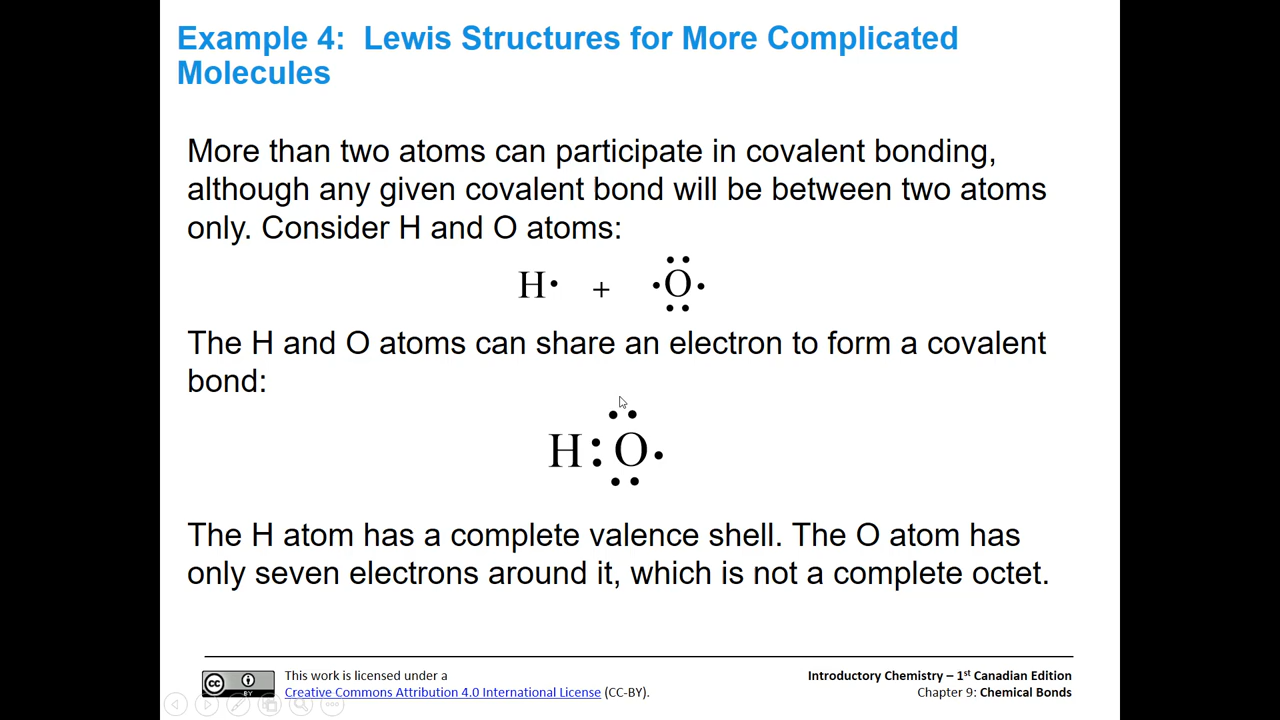 Example 4:  Lewis Structures for More Complicated
Molecules
More than two atoms can participate in covalent bonding,
although any given covalent bond will be between two atoms
only. Consider H and O atoms:
H· + ·O·
The H and O atoms can share an electron to form a covalent
bond:
H:O·
The H atom has a complete valence shell. The O atom has
only seven electrons around it, which is not a complete octet.
cc BY
This work is licensed under a
Creative Commons Attribution 4.0 International License (CC-BY).
Introductory Chemistry – 1st Canadian Edition
Chapter 9: Chemical Bonds